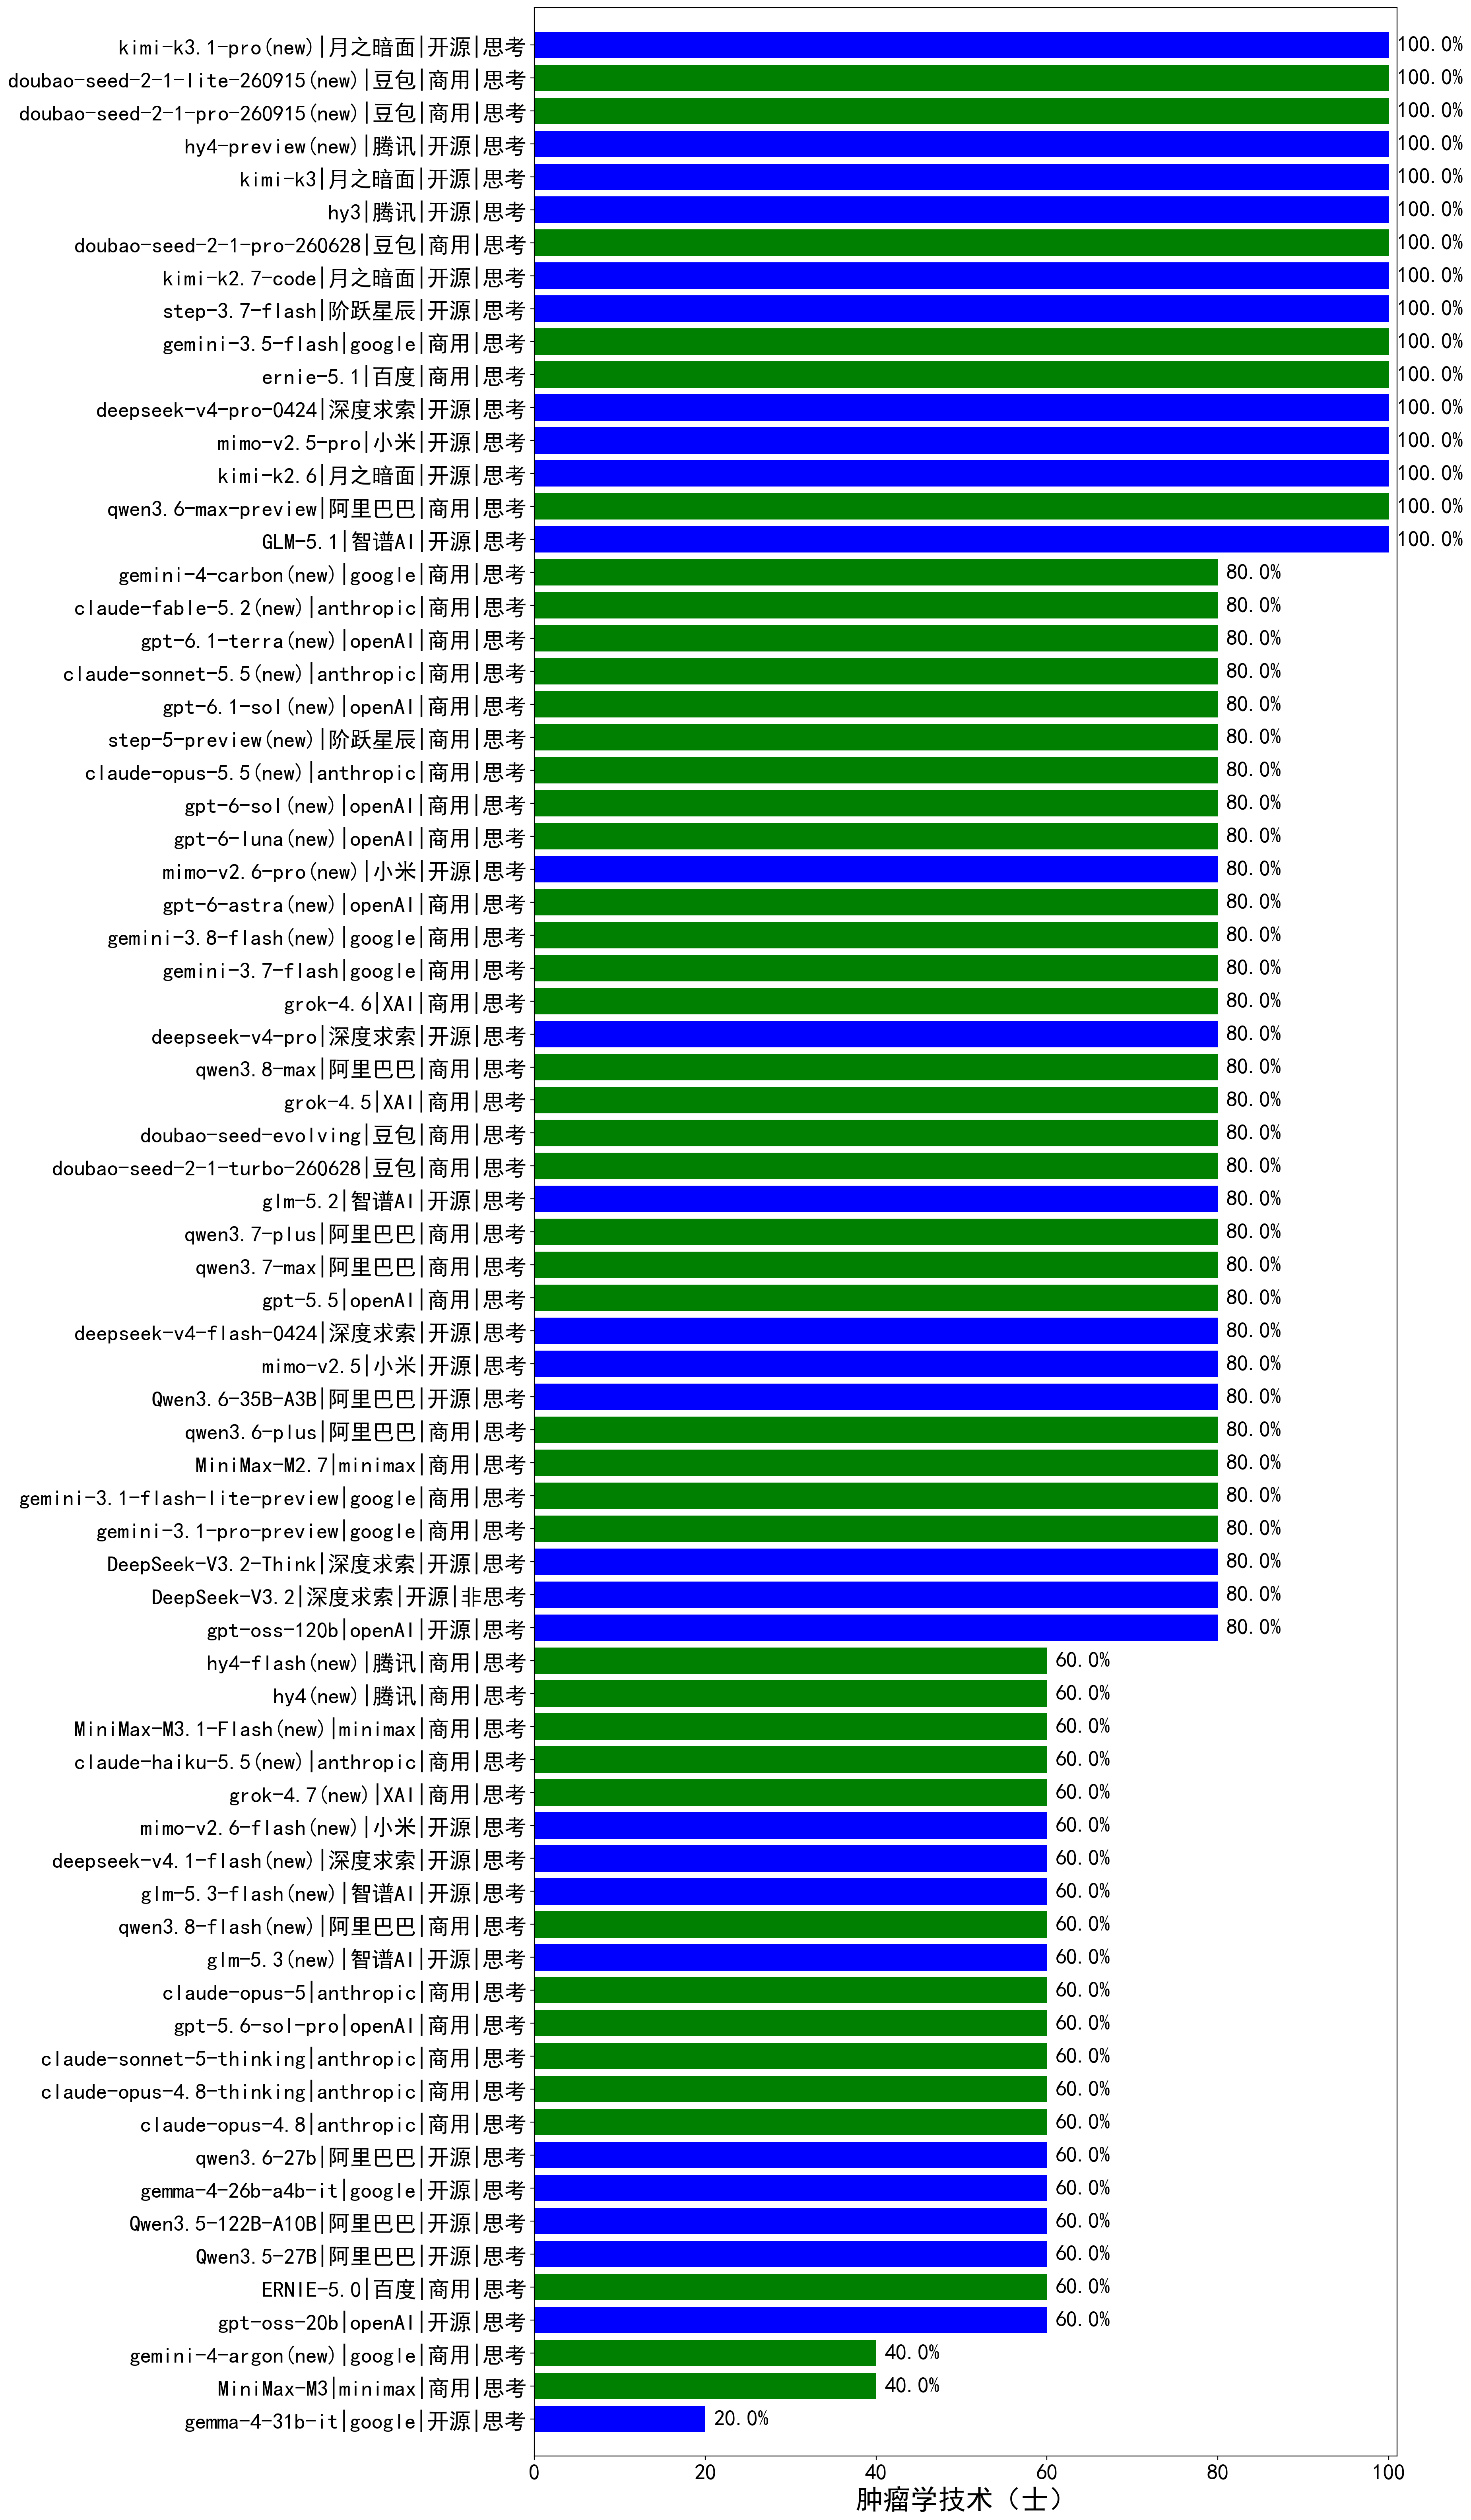 kimi-k3.1-pro(new)|月之暗面|开源|思考 100.0%
doubao-seed-2-1-lite-260915(new)|豆包|商用|思考 100.0%
doubao-seed-2-1-pro-260915(new)|豆包|商用|思考 100.0%
hy4-preview(new)|腾讯|开源|思考 100.0%
kimi-k3|月之暗面|开源|思考 100.0%
hy3|腾讯|开源|思考 100.0%
doubao-seed-2-1-pro-260628|豆包|商用|思考 100.0%
kimi-k2.7-code|月之暗面|开源|思考 100.0%
step-3.7-flash|阶跃星辰|开源|思考 100.0%
gemini-3.5-flash|google|商用|思考 100.0%
ernie-5.1|百度|商用|思考 100.0%
deepseek-v4-pro-0424|深度求索|开源|思考 100.0%
mimo-v2.5-pro|小米|开源|思考 100.0%
kimi-k2.6|月之暗面|开源|思考 100.0%
qwen3.6-max-preview|阿里巴巴|商用|思考 100.0%
GLM-5.1|智谱AI|开源|思考 100.0%
gemini-4-carbon(new)|google|商用|思考 80.0%
claude-fable-5.2(new)|anthropic|商用|思考 80.0%
gpt-6.1-terra(new)|openAI|商用|思考 80.0%
claude-sonnet-5.5(new)|anthropic|商用|思考 80.0%
gpt-6.1-sol(new)|openAI|商用|思考 80.0%
step-5-preview(new)|阶跃星辰|商用|思考 80.0%
claude-opus-5.5(new)|anthropic|商用|思考 80.0%
gpt-6-sol(new)|openAI|商用|思考 80.0%
gpt-6-luna(new)|openAI|商用|思考 80.0%
mimo-v2.6-pro(new)|小米|开源|思考 80.0%
gpt-6-astra(new)|openAI|商用|思考 80.0%
gemini-3.8-flash(new)|google|商用|思考 80.0%
gemini-3.7-flash|google|商用|思考 80.0%
grok-4.6|XAI|商用|思考 80.0%
deepseek-v4-pro|深度求索|开源|思考 80.0%
qwen3.8-max|阿里巴巴|商用|思考 80.0%
grok-4.5|XAI|商用|思考 80.0%
doubao-seed-evolving|豆包|商用|思考 80.0%
doubao-seed-2-1-turbo-260628|豆包|商用|思考 80.0%
glm-5.2|智谱AI|开源|思考 80.0%
qwen3.7-plus|阿里巴巴|商用|思考 80.0%
qwen3.7-max|阿里巴巴|商用|思考 80.0%
gpt-5.5|openAI|商用|思考 80.0%
deepseek-v4-flash-0424|深度求索|开源|思考 80.0%
mimo-v2.5|小米|开源|思考 80.0%
Qwen3.6-35B-A3B|阿里巴巴|开源|思考 80.0%
qwen3.6-plus|阿里巴巴|商用|思考 80.0%
MiniMax-M2.7|minimax|商用|思考 80.0%
gemini-3.1-flash-lite-preview|google|商用|思考 80.0%
gemini-3.1-pro-preview|google|商用|思考 80.0%
DeepSeek-V3.2-Think|深度求索|开源|思考 80.0%
DeepSeek-V3.2|深度求索|开源|非思考 80.0%
gpt-oss-120b|openAI|开源|思考 80.0%
hy4-flash(new)|腾讯|商用|思考 60.0%
hy4(new)|腾讯|商用|思考 60.0%
MiniMax-M3.1-Flash(new)|minimax|商用|思考 60.0%
claude-haiku-5.5(new)|anthropic|商用|思考 60.0%
grok-4.7(new)|XAI|商用|思考 60.0%
mimo-v2.6-flash(new)|小米|开源|思考 60.0%
deepseek-v4.1-flash(new)|深度求索|开源|思考 60.0%
glm-5.3-flash(new)|智谱AI|开源|思考 60.0%
qwen3.8-flash(new)|阿里巴巴|商用|思考 60.0%
glm-5.3(new)|智谱AI|开源|思考 60.0%
claude-opus-5|anthropic|商用|思考 60.0%
gpt-5.6-sol-pro|openAI|商用|思考 60.0%
claude-sonnet-5-thinking|anthropic|商用|思考 60.0%
claude-opus-4.8-thinking|anthropic|商用|思考 60.0%
claude-opus-4.8|anthropic|商用|思考 60.0%
qwen3.6-27b|阿里巴巴|开源|思考 60.0%
gemma-4-26b-a4b-it|google|开源|思考 60.0%
Qwen3.5-122B-A10B|阿里巴巴|开源|思考 60.0%
Qwen3.5-27B|阿里巴巴|开源|思考 60.0%
ERNIE-5.0|百度|商用|思考 60.0%
gpt-oss-20b|openAI|开源|思考 60.0%
gemini-4-argon(new)|google|商用|思考 40.0%
MiniMax-M3|minimax|商用|思考 40.0%
gemma-4-31b-it|google|开源|思考 20.0%
0 20 40 60 80 100
肿瘤学技术（士）